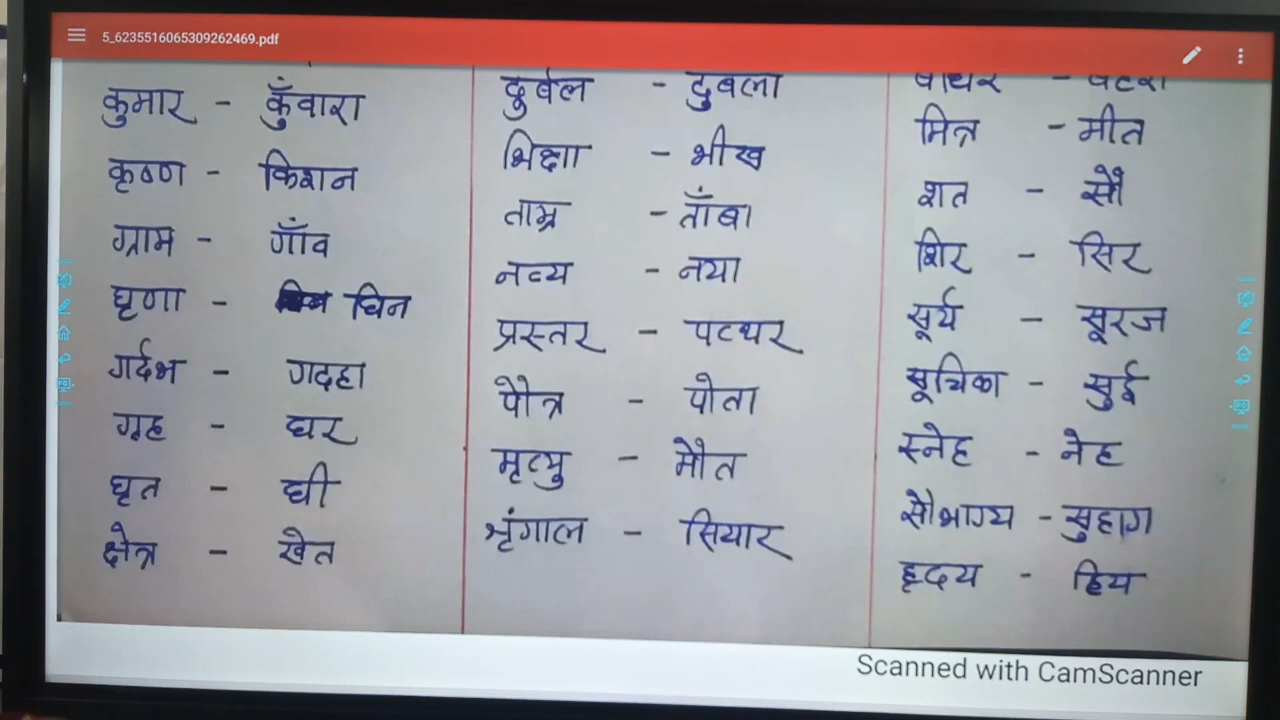 5_6235516065309262469.pdf
कुमार - कुँवारा
कृष्ण - किशन
ग्राम - गाँव
घृणा - घिन
गर्दभ - गदहा
गृह - घर
घृत - घी
क्षेत्र - खेत
दुर्बल - दुबला
भिक्षा - भीख
ताम्र - ताँबा
नव्य - नया
प्रस्तर - पत्थर
पौत्र - पोता
मृत्यु - मौत
शृंगाल - सियार
मित्र - मीत
शत - सौ
शिर - सिर
सूर्य - सूरज
सूचिका - सुई
स्नेह - नेह
सौभाग्य - सुहाग
हृदय - हिय
Scanned with CamScanner